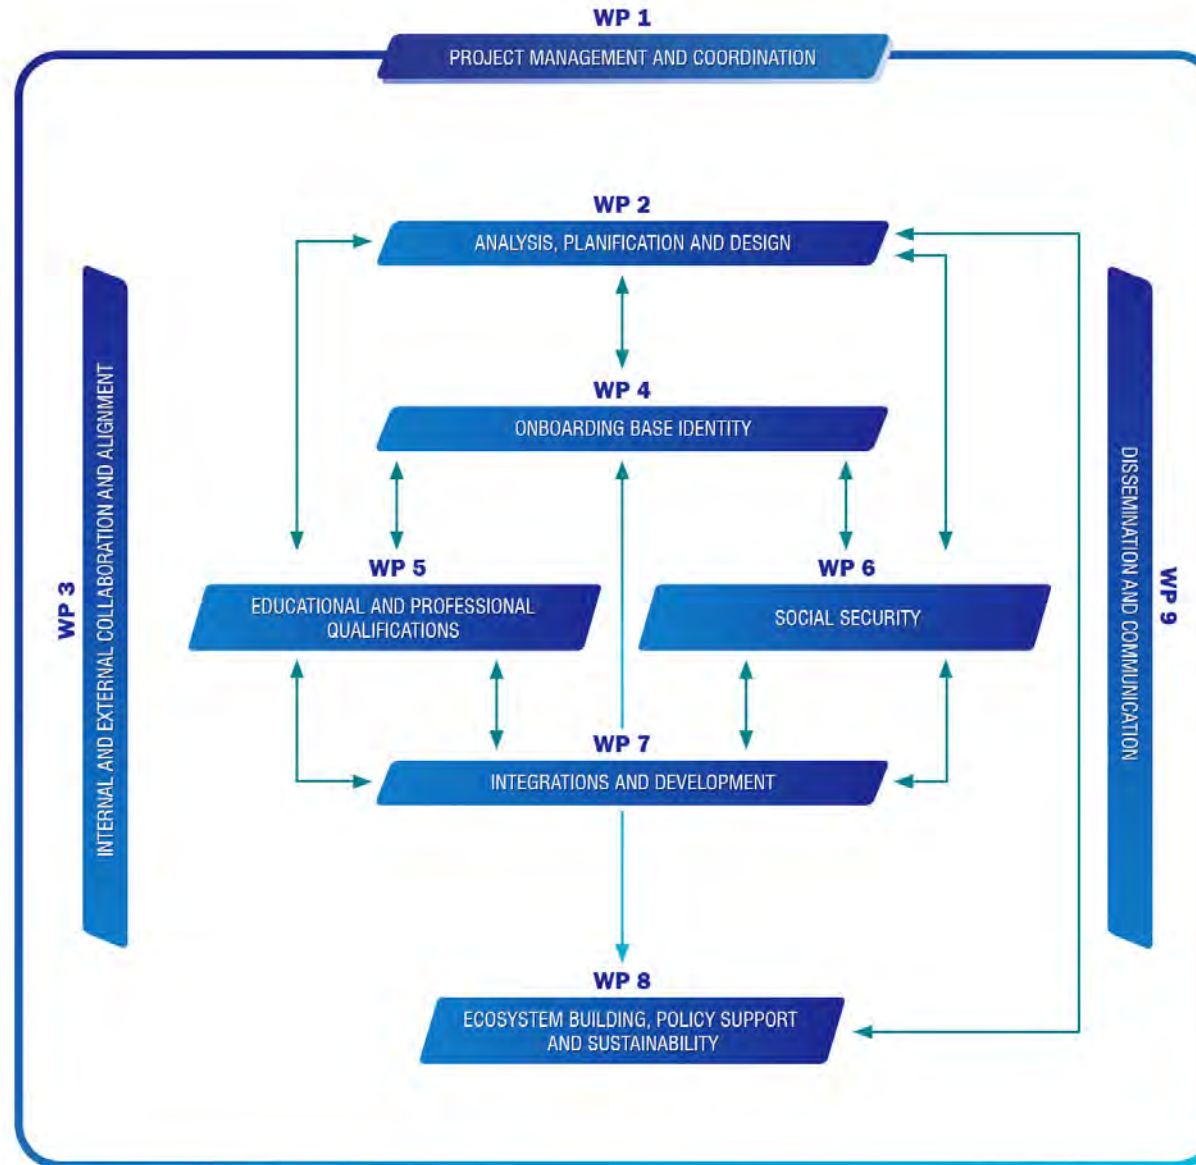 WP 1
PROJECT MANAGEMENT AND COORDINATION
WP 2
ANALYSIS, PLANIFICATION AND DESIGN
WP 3
INTERNAL AND EXTERNAL COLLABORATION AND ALIGNMENT
WP 4
ONBOARDING BASE IDENTITY
WP 5
EDUCATIONAL AND PROFESSIONAL
QUALIFICATIONS
WP 6
SOCIAL SECURITY
WP 7
INTEGRATIONS AND DEVELOPMENT
WP 8
ECOSYSTEM BUILDING, POLICY SUPPORT
AND SUSTAINABILITY
WP 9
DISSEMINATION AND COMMUNICATION